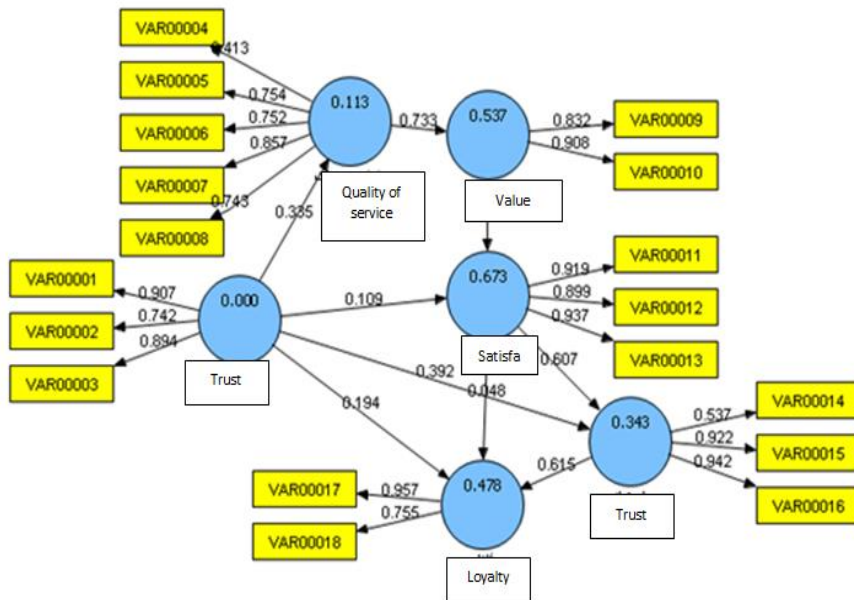 VAR00004
0.413
VAR00005
0.754
VAR00006
0.752
VAR00007
0.857
VAR00008
0.743
0.113
Quality of
service
0.733
0.537
Value
0.832
VAR00009
0.908
VAR00010
0.335
VAR00001
0.907
VAR00002
0.742
VAR00003
0.894
0.000
Trust
0.109
0.673
Satisfa
0.919
VAR00011
0.899
VAR00012
0.937
VAR00013
0.392
0.048
0.607
0.194
0.343
Trust
0.537
VAR00014
0.922
VAR00015
0.942
VAR00016
0.615
VAR00017
0.957
VAR00018
0.755
0.478
Loyalty